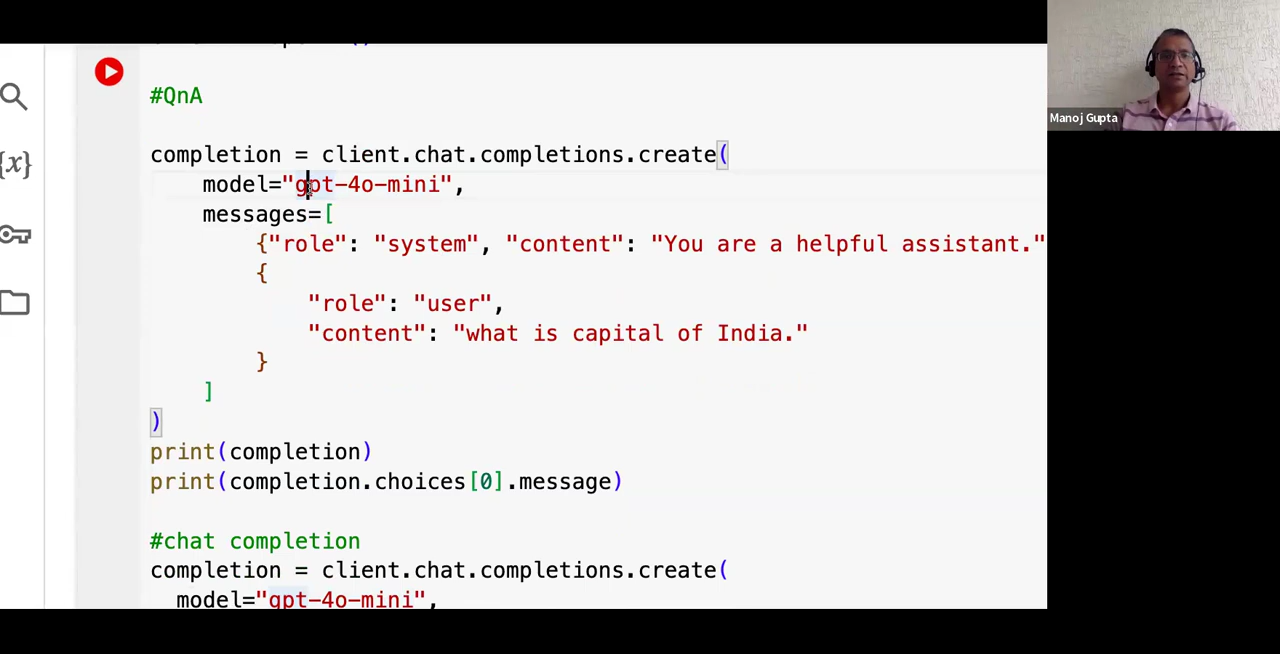 #QnA
completion = client.chat.completions.create(
model="gpt-4o-mini",
messages=[
{"role": "system", "content": "You are a helpful assistant."
{
"role": "user",
"content": "what is capital of India."
}
]
)
print(completion)
print(completion.choices[0].message)
#chat completion
completion = client.chat.completions.create(
model="gpt-4o-mini",
{x}
Manoj Gupta